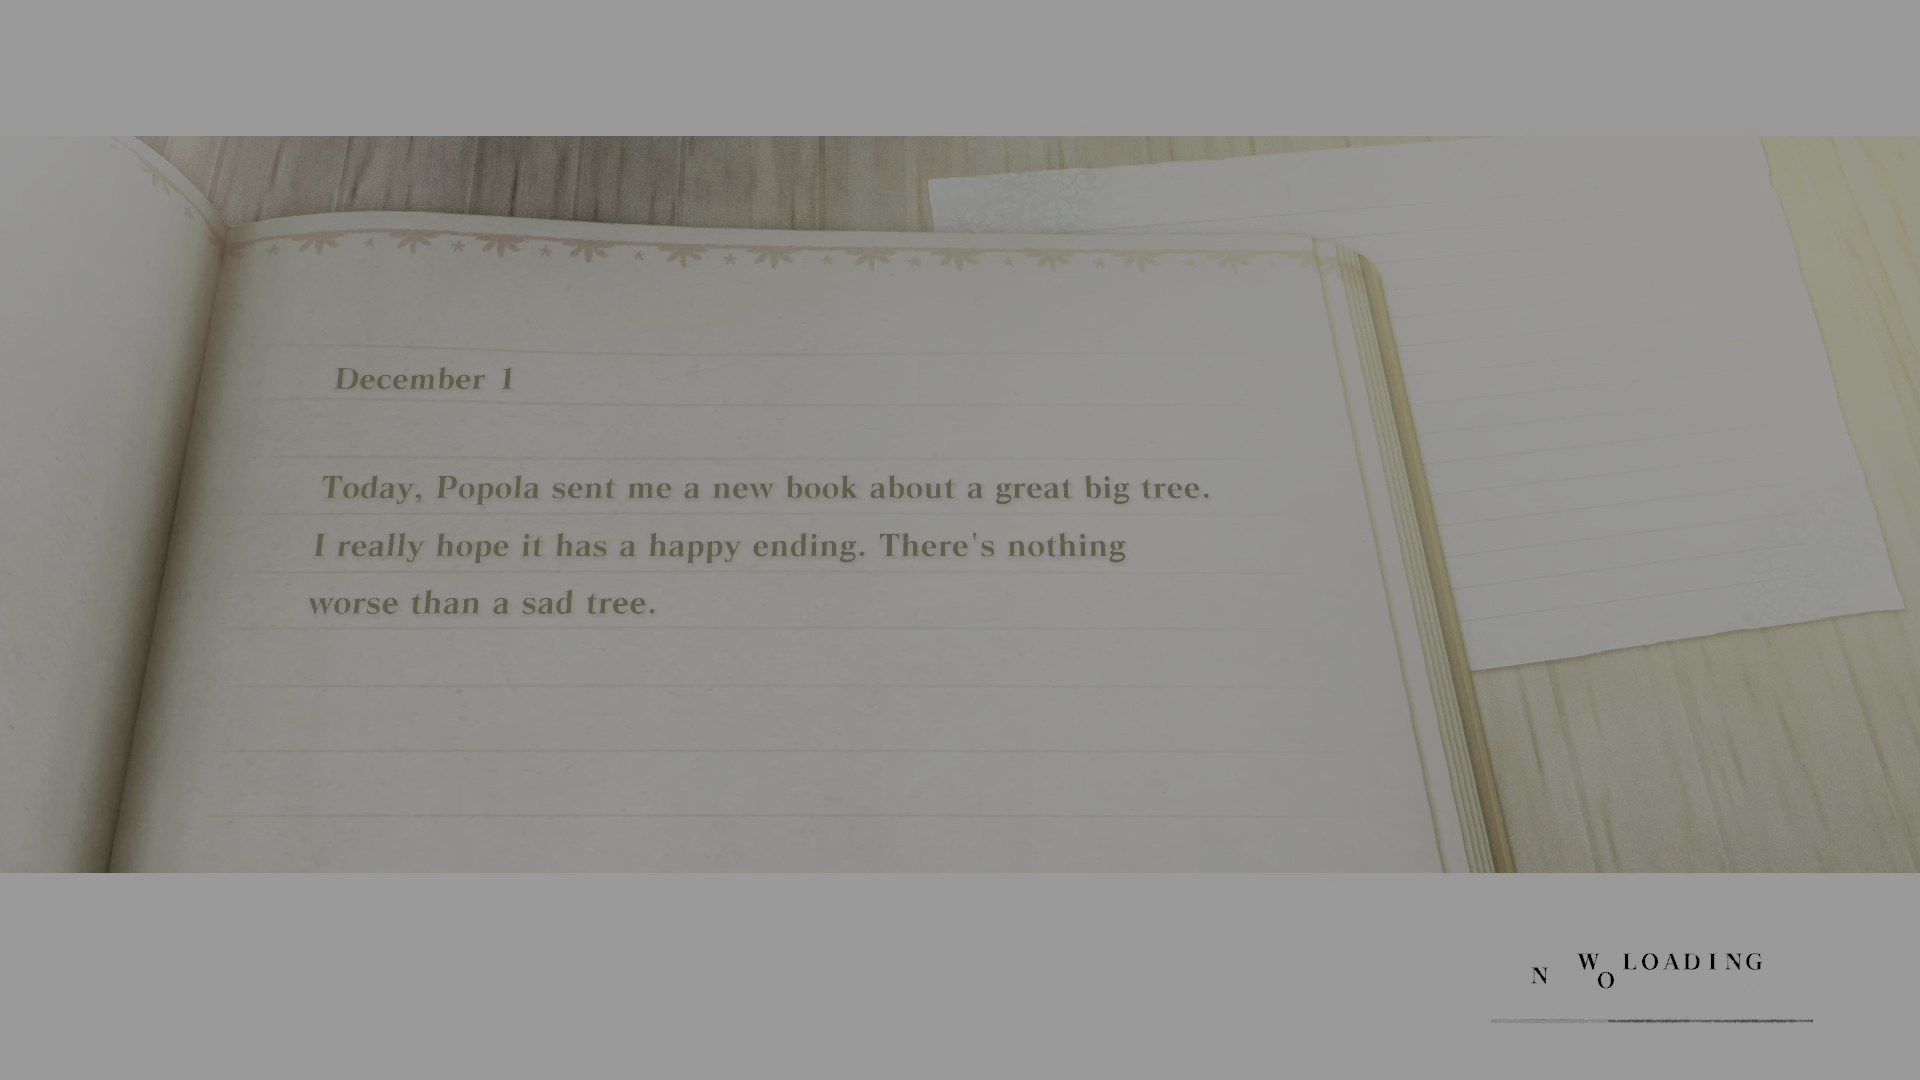 December 1
Today, Popola sent me a new book about a great big tree.
I really hope it has a happy ending. There's nothing
worse than a sad tree.
N W O LOADING